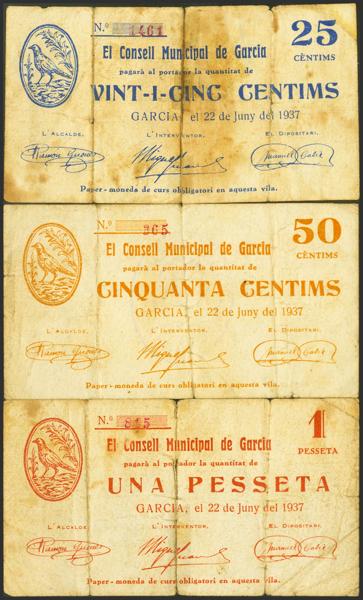 N.º 1461
25
CÈNTIMS
El Consell Municipal de Garcia
pagarà al portador la quantitat de
VINT-I-CINC CENTIMS
GARCIA, el 22 de Juny del 1937
L'ALCALDE, L'INTERVENTOR, EL DIPOSITARI,
Paper-moneda de curs obligatori en aquesta vila.
N.º 365
50
CÈNTIMS
El Consell Municipal de Garcia
pagarà al portador la quantitat de
CINQUANTA CENTIMS
GARCIA, el 22 de Juny del 1937
L'ALCALDE, L'INTERVENTOR, EL DIPOSITARI,
Paper-moneda de curs obligatori en aquesta vila.
N.º 815
1
PESSETA
El Consell Municipal de Garcia
pagarà al portador la quantitat de
UNA PESSETA
GARCIA, el 22 de Juny del 1937
L'ALCALDE, L'INTERVENTOR, EL DIPOSITARI,
Paper-moneda de curs obligatori en aquesta vila.